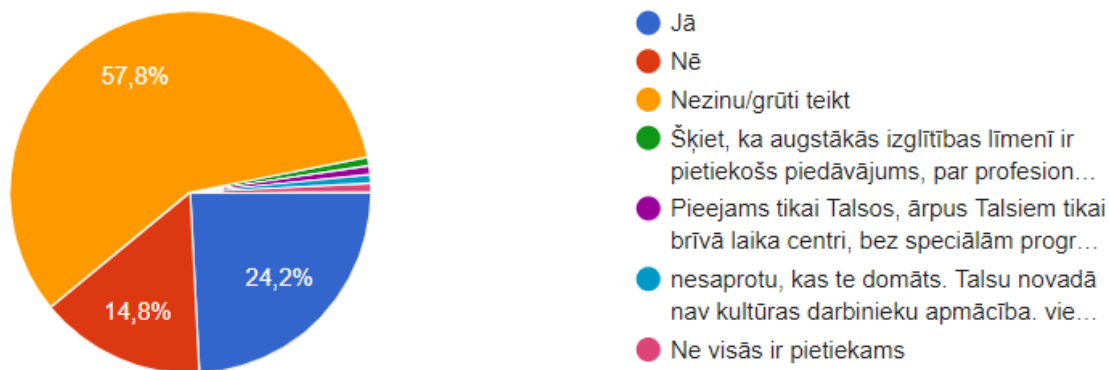 57,8%
14,8%
24,2%
Jā
Nē
Nezinu/grūti teikt
Šķiet, ka augstākās izglītības līmenī ir
pietiekošs piedāvājums, par profesion...
Pieejams tikai Talsos, ārpus Talsiem tikai
brīvā laika centri, bez speciālām progr...
nesaprotu, kas te domāts. Talsu novadā
nav kultūras darbinieku apmācība. vie...
Ne visās ir pietiekams